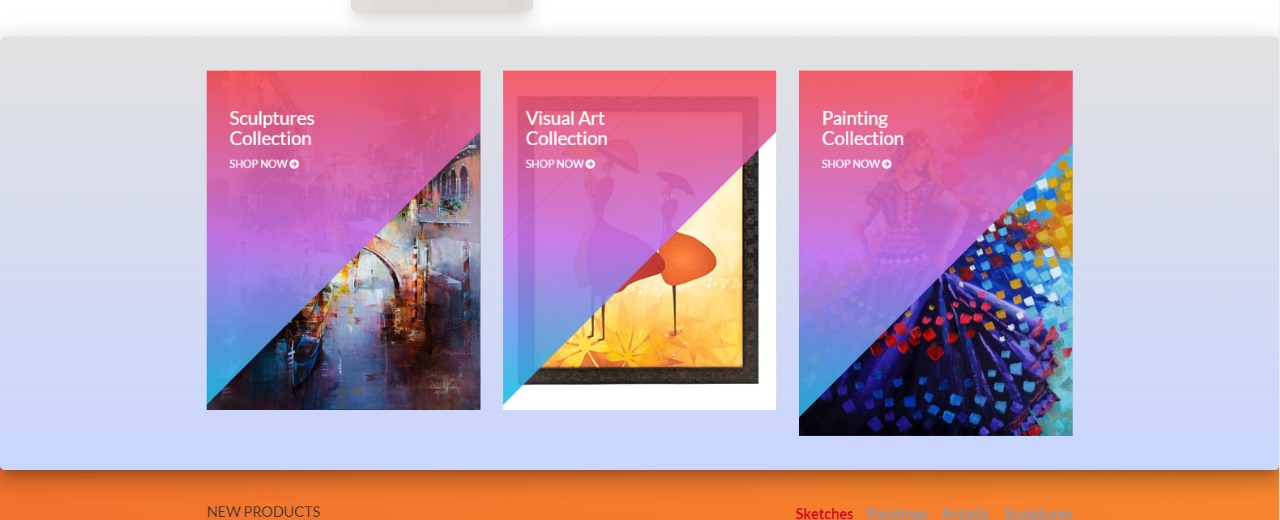 Sculptures
Collection
SHOP NOW
Visual Art
Collection
SHOP NOW
Painting
Collection
SHOP NOW
NEW PRODUCTS
Sketches Paintings Artistic Sculptures